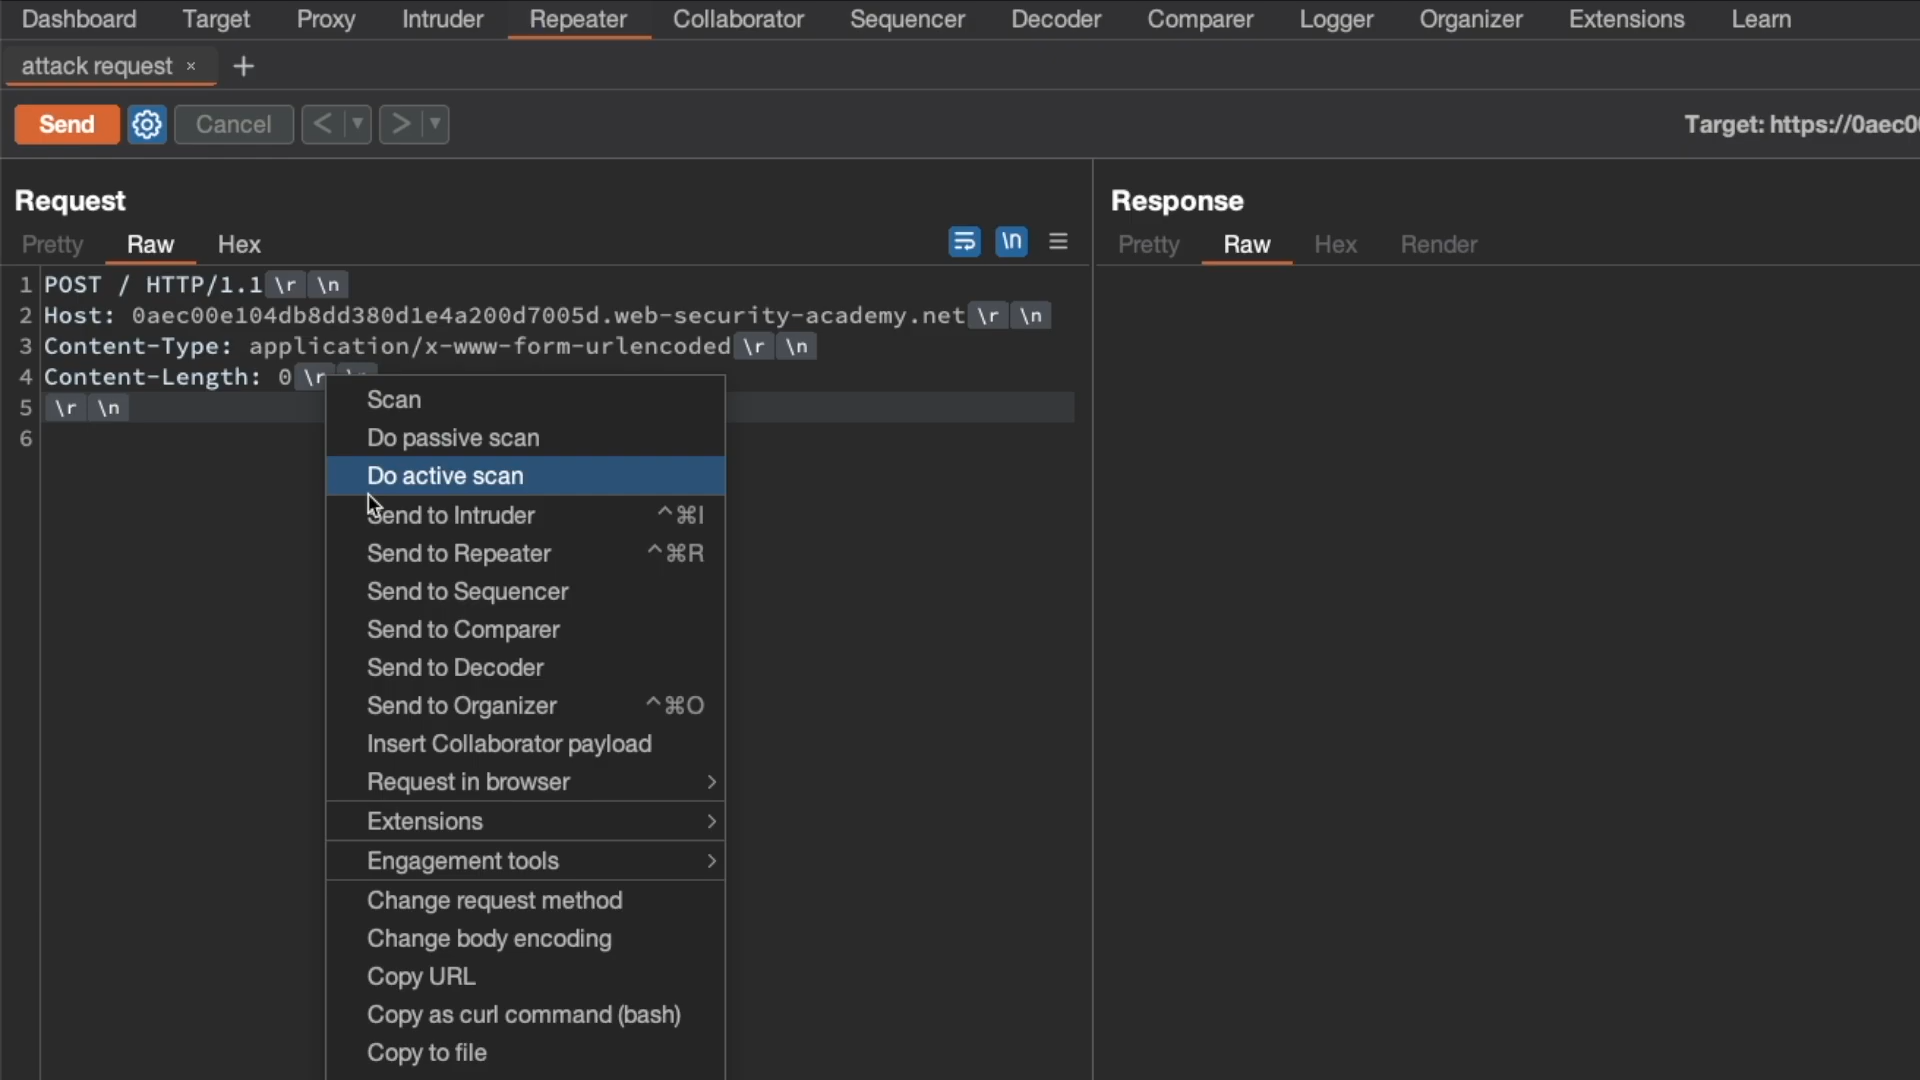 Dashboard Target Proxy Intruder Repeater Collaborator Sequencer Decoder Comparer Logger Organizer Extensions Learn
attack request × +
Send Cancel < ▼ > ▼ Target: https://0aec0
Request
Pretty Raw Hex \n
Response
Pretty Raw Hex Render
1 POST / HTTP/1.1 \r \n
2 Host: 0aec00e104db8dd380d1e4a200d7005d.web-security-academy.net \r \n
3 Content-Type: application/x-www-form-urlencoded \r \n
4 Content-Length: 0 \r
5 \r \n
6
Scan
Do passive scan
Do active scan
Send to Intruder ^⌘I
Send to Repeater ^⌘R
Send to Sequencer
Send to Comparer
Send to Decoder
Send to Organizer ^⌘O
Insert Collaborator payload
Request in browser >
Extensions >
Engagement tools >
Change request method
Change body encoding
Copy URL
Copy as curl command (bash)
Copy to file